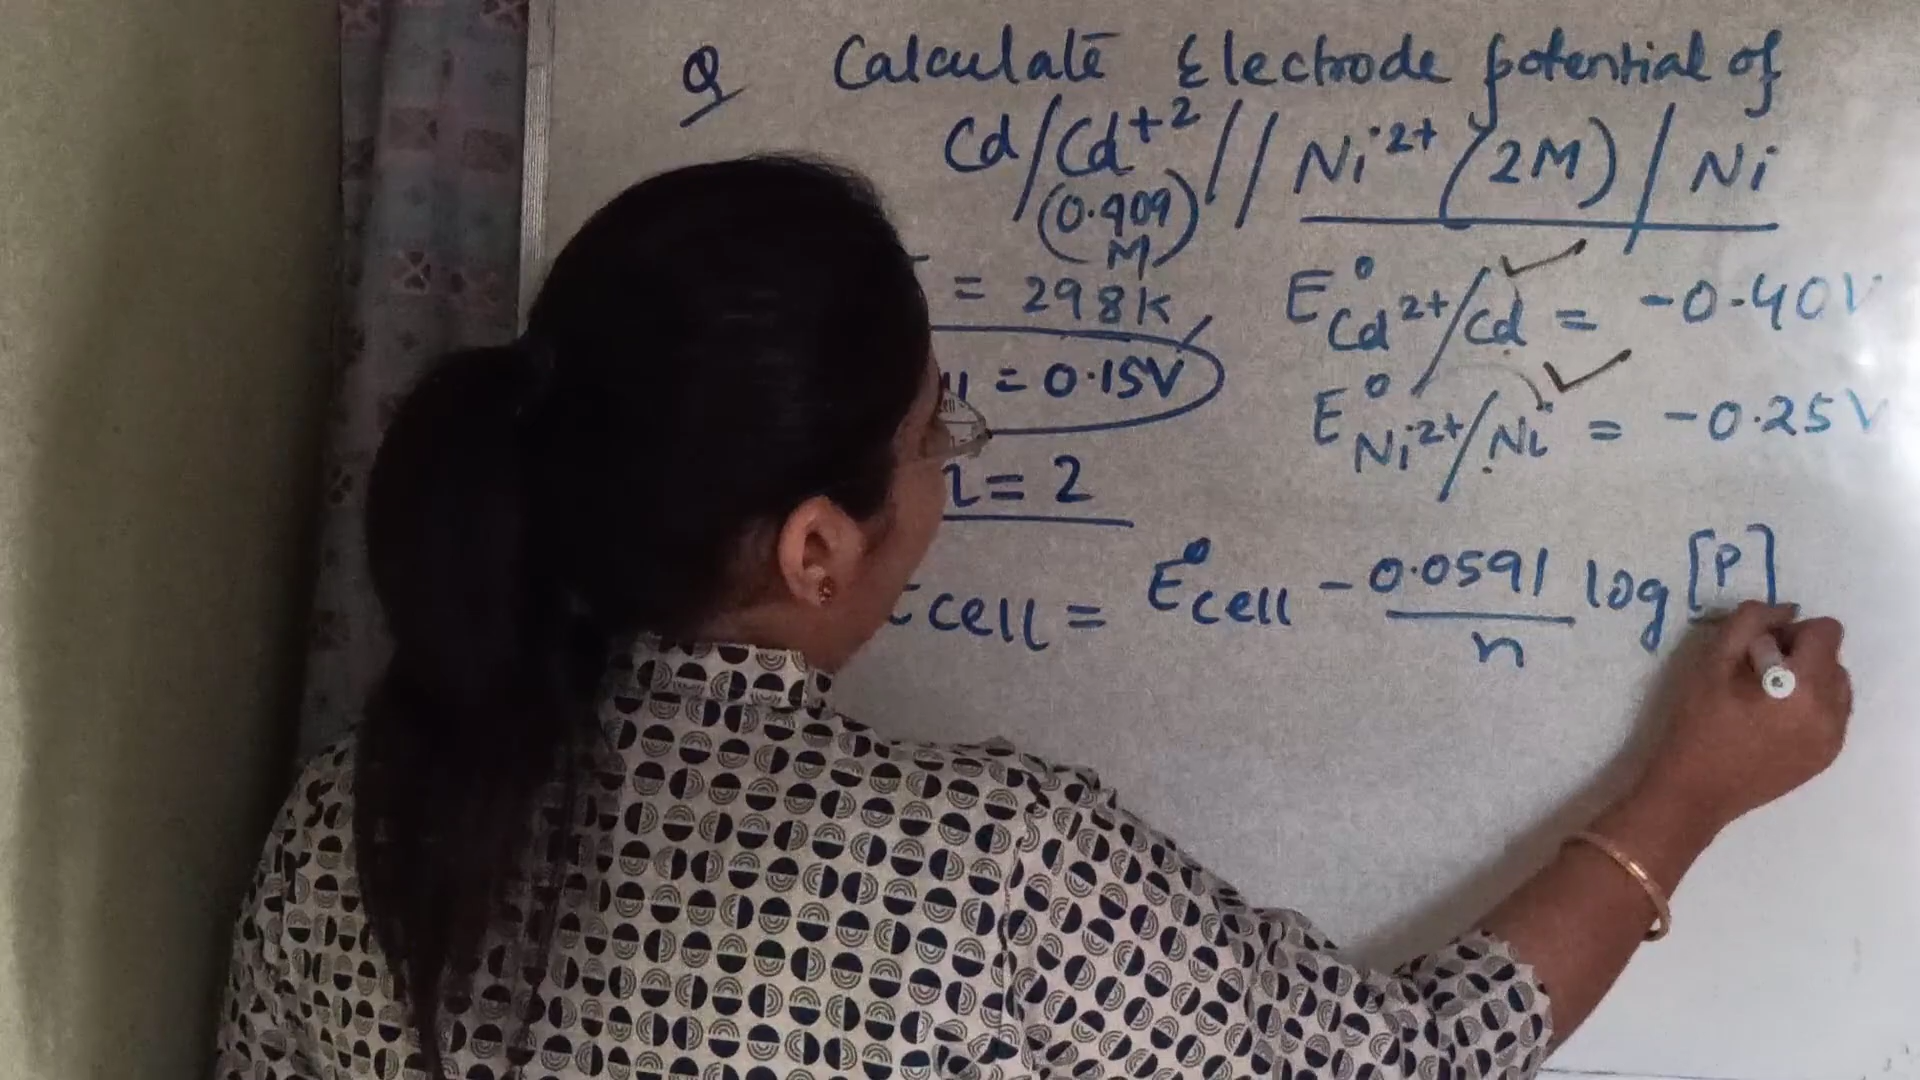 Q Calculate Electrode potential of
Cd/Cd+2//Ni2+(2M)/Ni
(0.909
M)
= 298K
E°Cd2+/Cd = -0.40V
= 0.15V
E°Ni2+/Ni = -0.25V
= 2
cell = E°cell - 0.0591/n log [P]